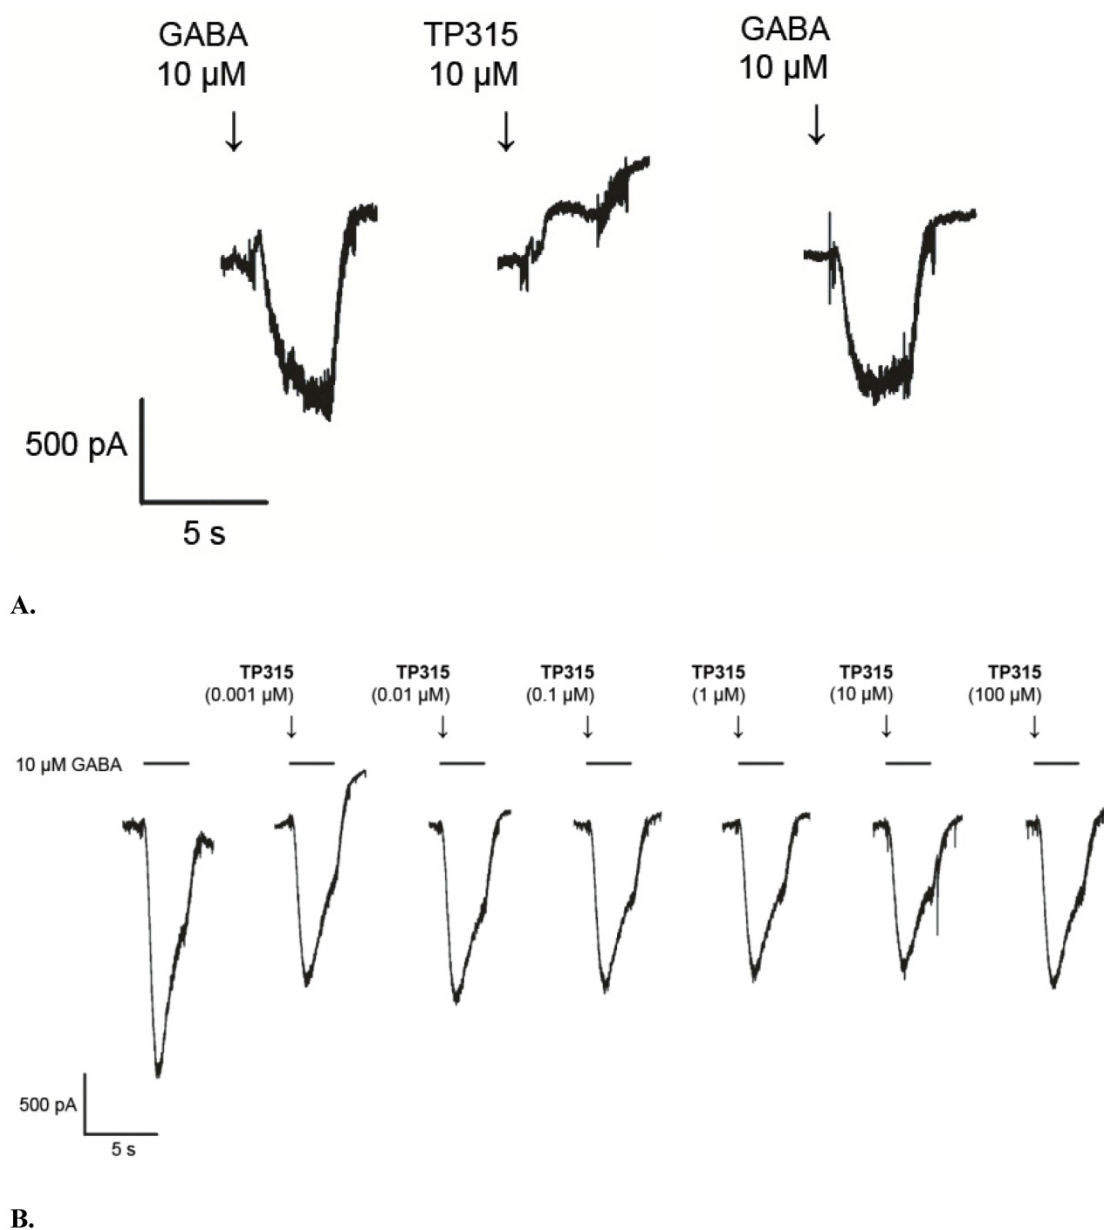 GABA
10 µM
TP315
10 µM
GABA
10 µM
500 pA
5 s
A.
TP315
(0.001 µM)
TP315
(0.01 µM)
TP315
(0.1 µM)
TP315
(1 µM)
TP315
(10 µM)
TP315
(100 µM)
10 µM GABA
500 pA
5 s
B.